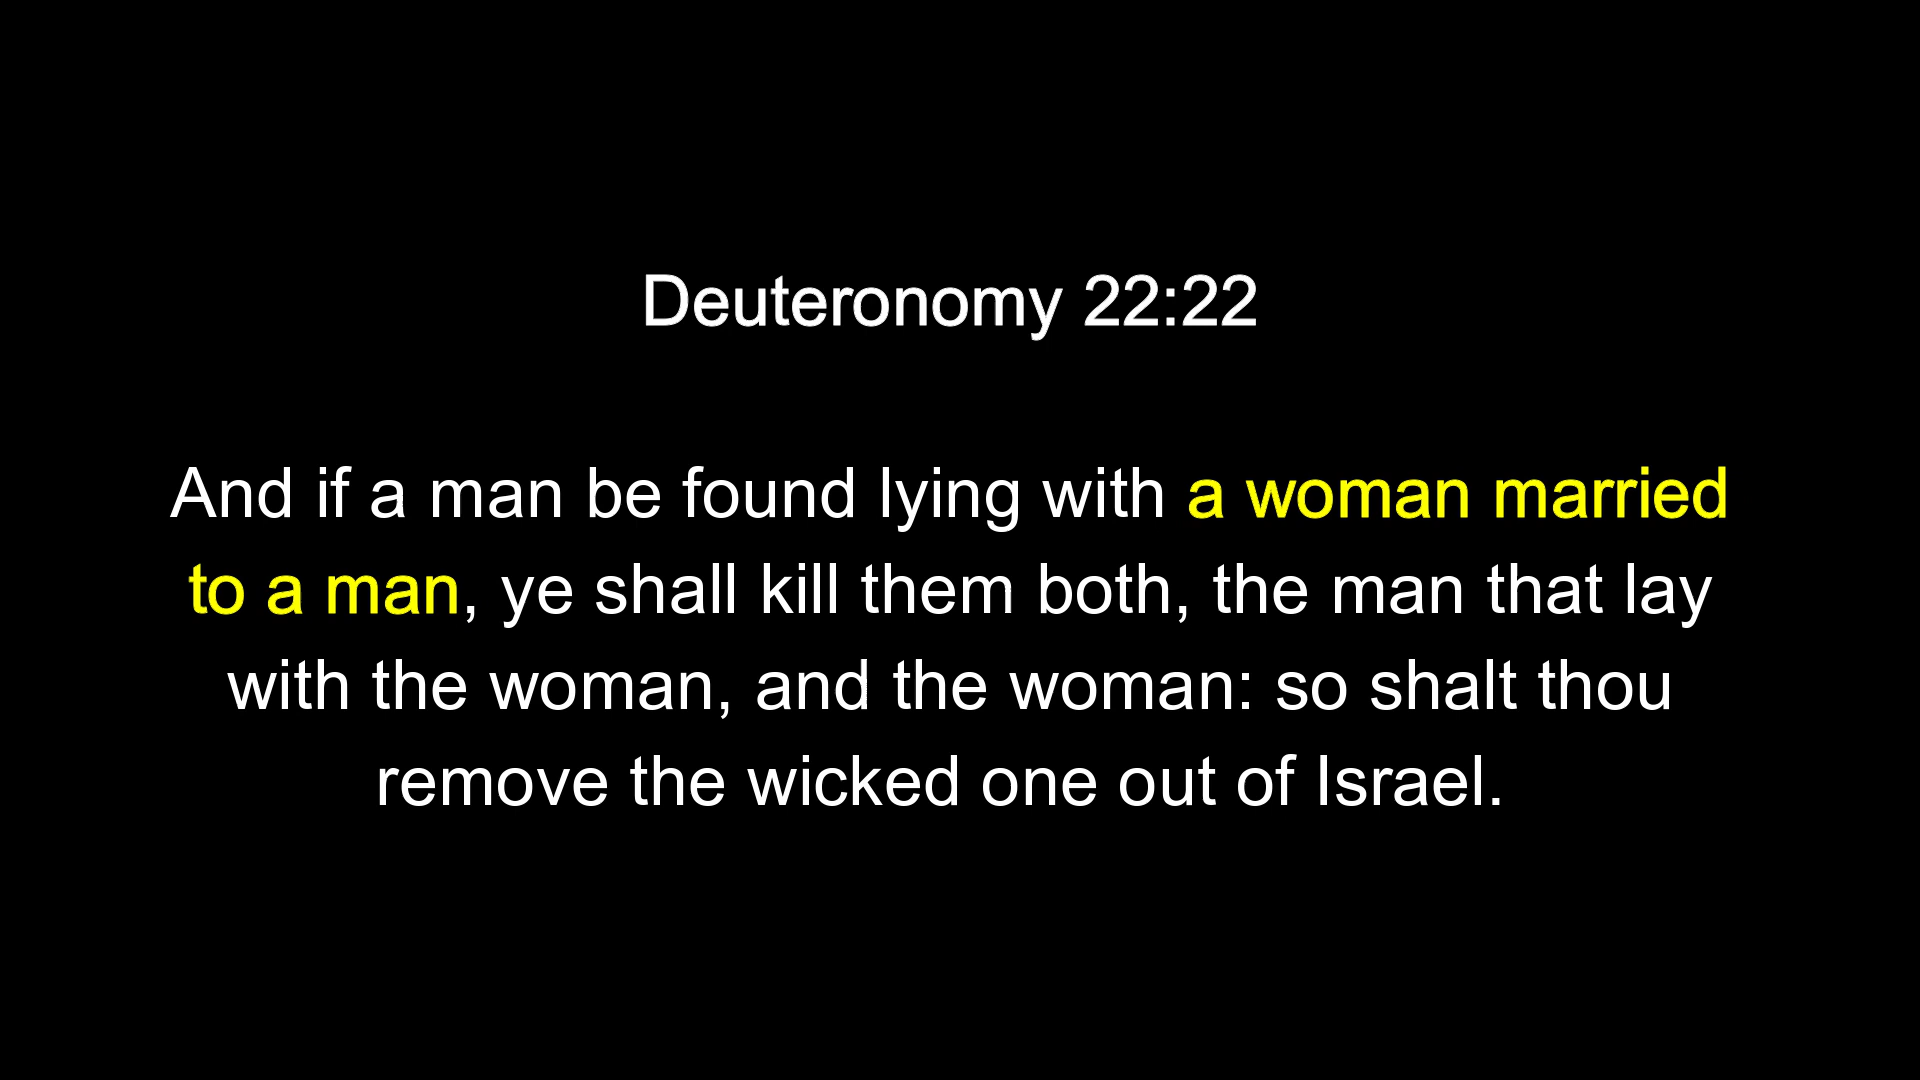 Deuteronomy 22:22
And if a man be found lying with a woman married
to a man, ye shall kill them both, the man that lay
with the woman, and the woman: so shalt thou
remove the wicked one out of Israel.